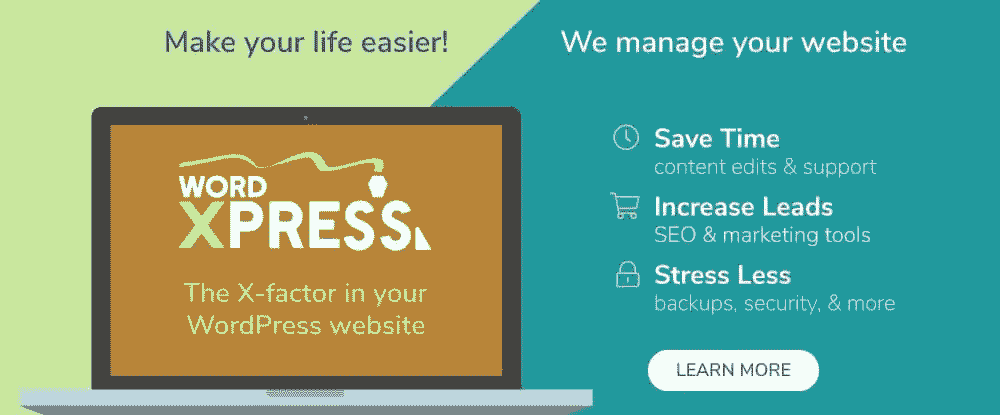 Make your life easier!
We manage your website
WORD
XPRESS
The X-factor in your
WordPress website
Save Time
content edits & support
Increase Leads
SEO & marketing tools
Stress Less
backups, security, & more
LEARN MORE